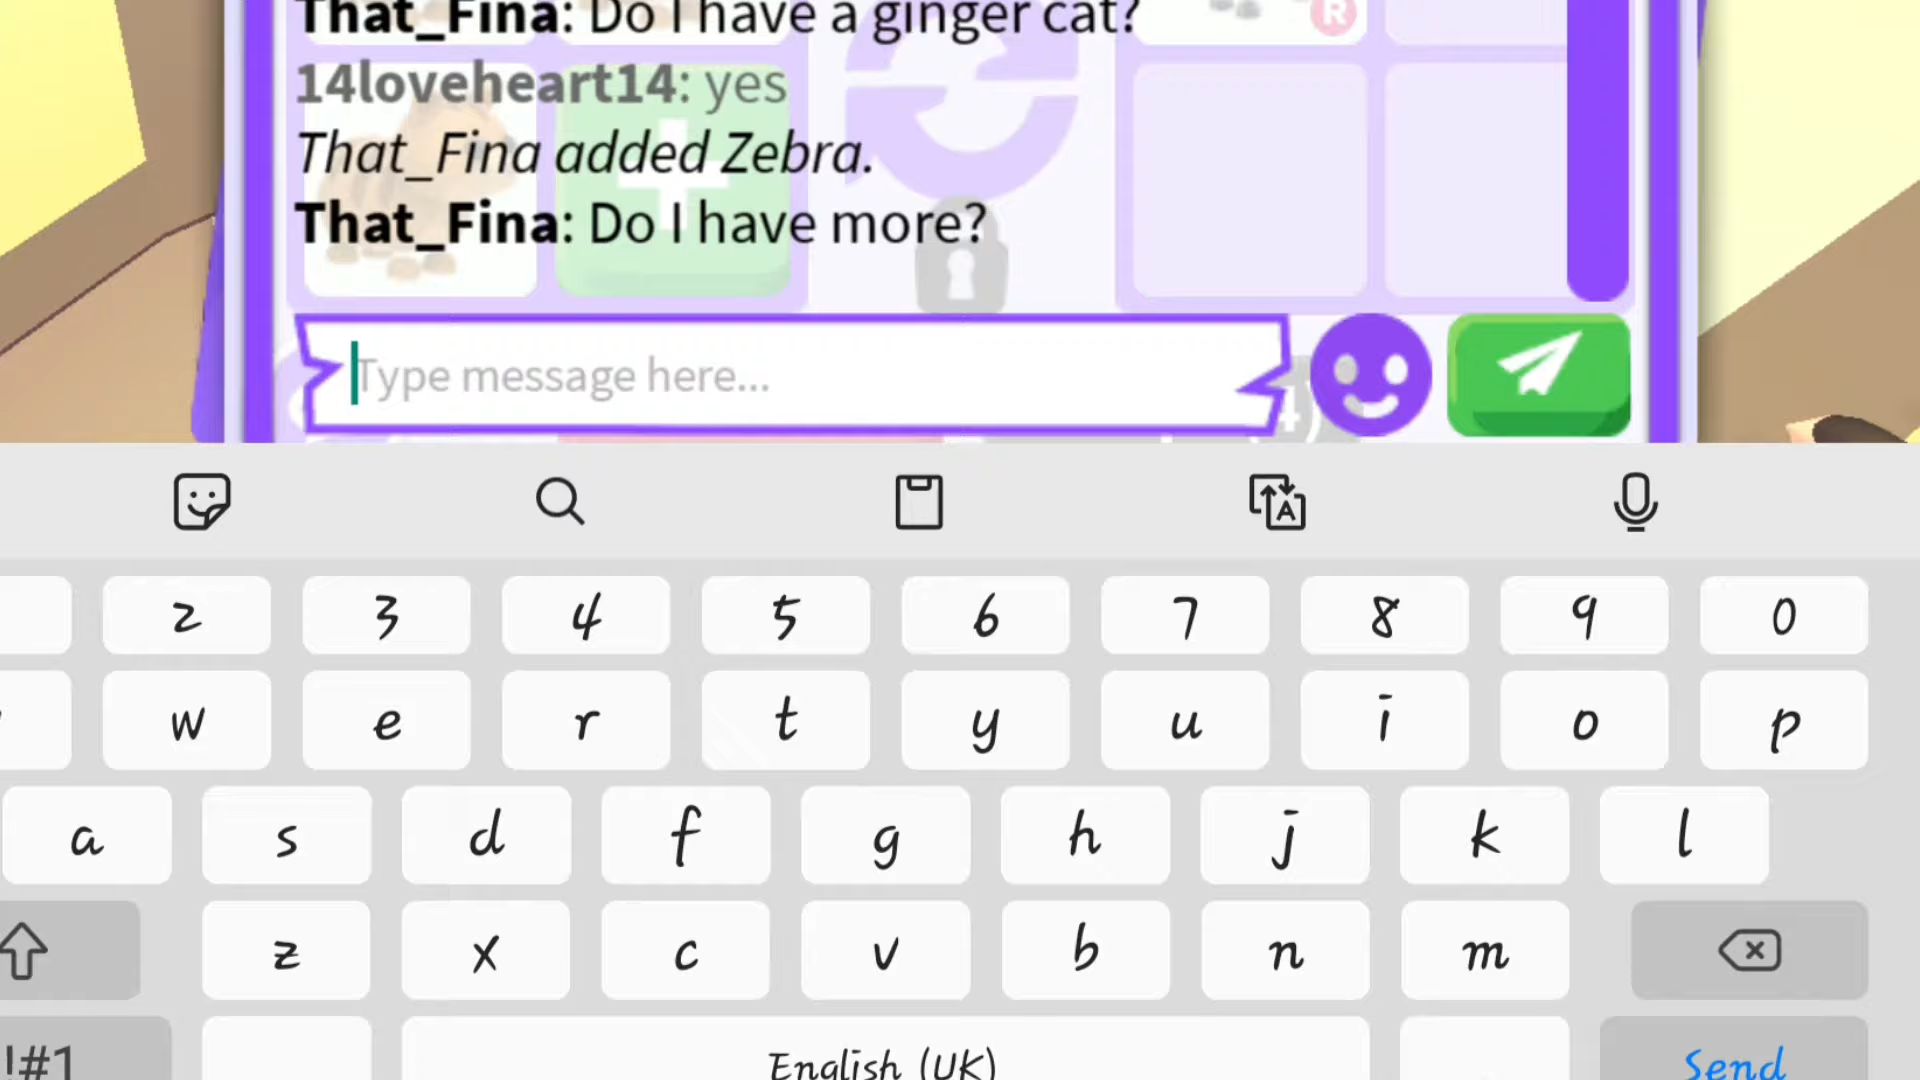 That_Fina: Do I have a ginger cat?
R
14loveheart14: yes
That_Fina added Zebra.
That_Fina: Do I have more?
Type message here...
4)
2 3 4 5 6 7 8 9 0
w e r t y u i o p
a s d f g h j k l
z x c v b n m
!#1 English (UK) Send